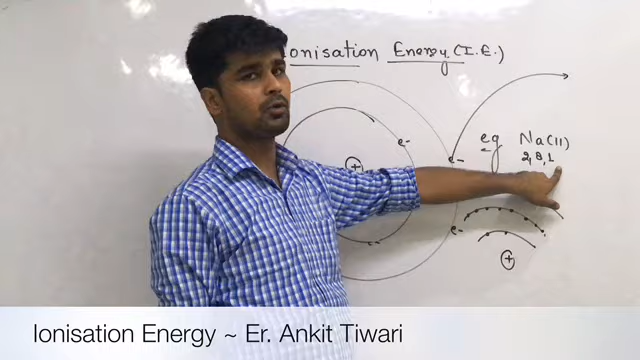 Ionisation Energy (I.E.)
eg Na(11)
2,8,1
e-
e-
e-
+
+
Ionisation Energy ~ Er. Ankit Tiwari